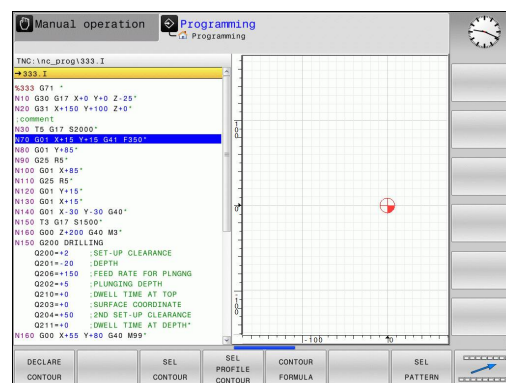 Manual operation
Programming
Programming
TNC:\nc_prog\333.I
→333.I
%333 G71 *
N10 G30 G17 X+0 Y+0 Z-25*
N20 G31 X+150 Y+100 Z+0*
;comment
N30 T5 G17 S2000*
N70 G01 X+15 Y+15 G41 F350*
N80 G01 Y+85*
N90 G25 R5*
N100 G01 X+85*
N110 G25 R5*
N120 G01 Y+15*
N130 G01 X+15*
N140 G01 X-30 Y-30 G40*
N150 T3 G17 S1500*
N160 G00 Z+200 G40 M3*
N150 G200 DRILLING
Q200=+2 ;SET-UP CLEARANCE
Q201=-20 ;DEPTH
Q206=+150 ;FEED RATE FOR PLNGNG
Q202=+5 ;PLUNGING DEPTH
Q210=+0 ;DWELL TIME AT TOP
Q203=+0 ;SURFACE COORDINATE
Q204=+50 ;2ND SET-UP CLEARANCE
Q211=+0 ;DWELL TIME AT DEPTH*
N160 G00 X+55 Y+80 G40 M99*
100
0
-100
-100
0
DECLARE
CONTOUR
SEL
CONTOUR
SEL
PROFILE
CONTOUR
CONTOUR
FORMULA
SEL
PATTERN